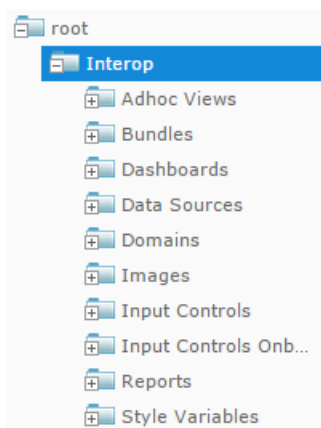 root
Interop
Adhoc Views
Bundles
Dashboards
Data Sources
Domains
Images
Input Controls
Input Controls Onb...
Reports
Style Variables